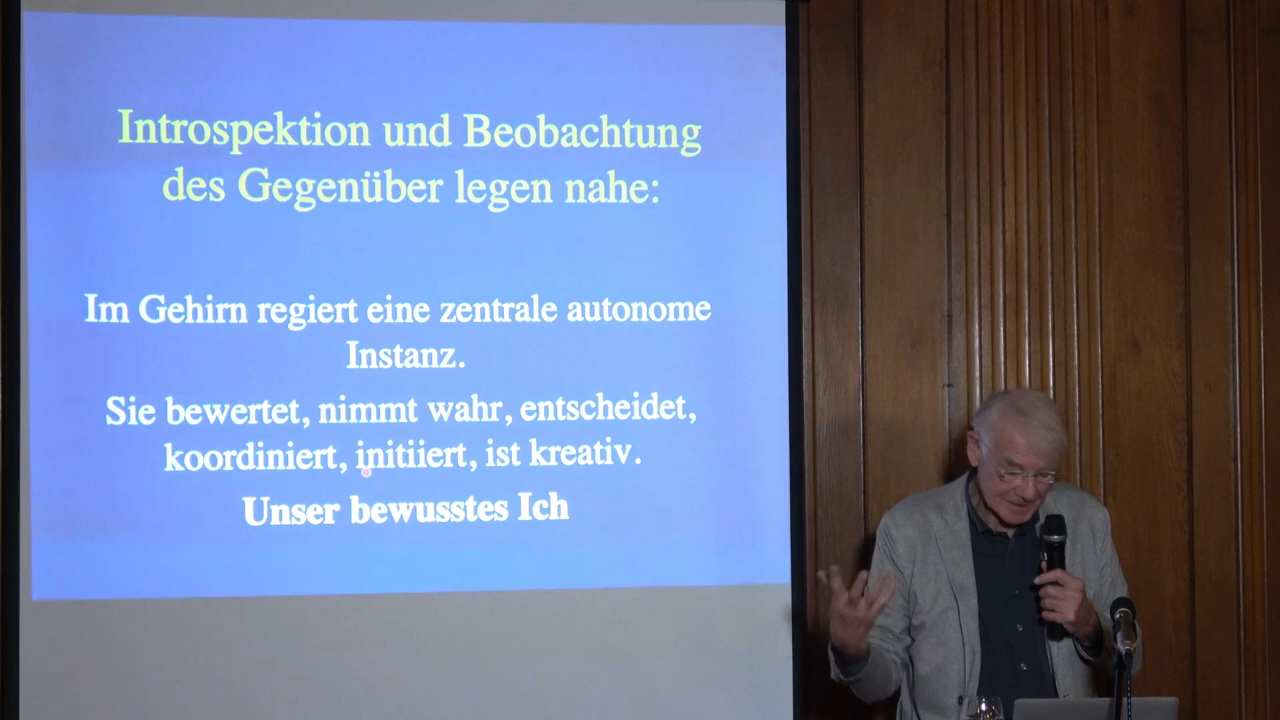 Introspektion und Beobachtung
des Gegenüber legen nahe:
Im Gehirn regiert eine zentrale autonome
Instanz.
Sie bewertet, nimmt wahr, entscheidet,
koordiniert, initiiert, ist kreativ.
Unser bewusstes Ich